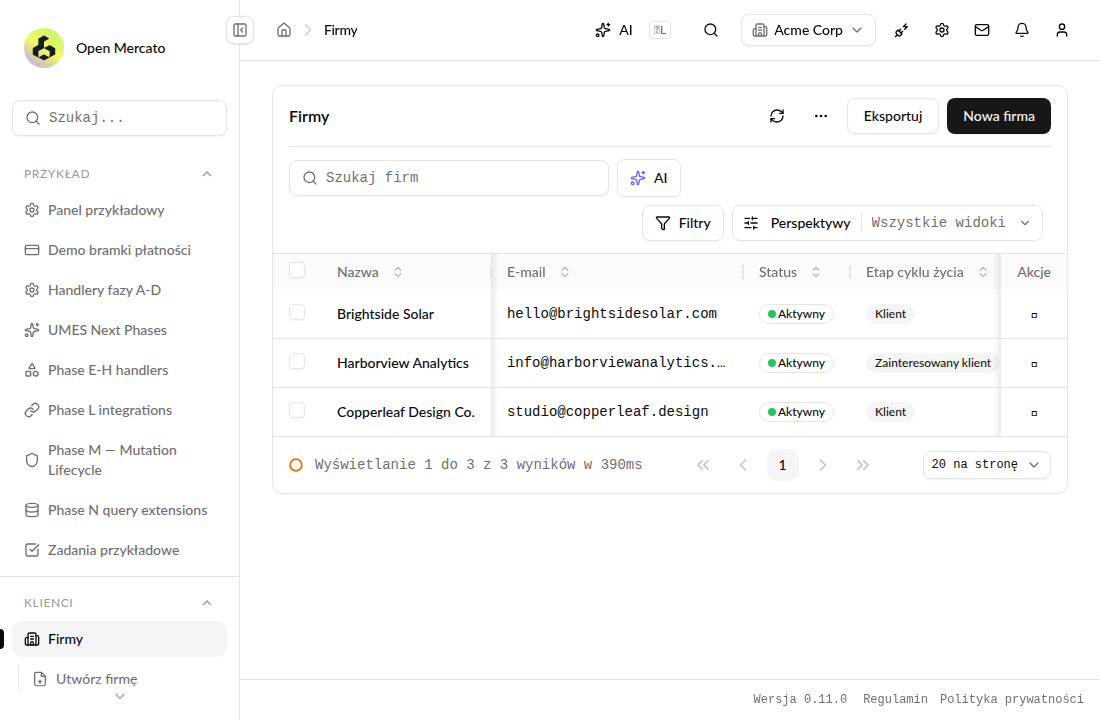 Open Mercato
Firmy
AI
L
Acme Corp
Szukaj...
PRZYKŁAD
Panel przykładowy
Demo bramki płatności
Handlery fazy A-D
UMES Next Phases
Phase E-H handlers
Phase L integrations
Phase M — Mutation
Lifecycle
Phase N query extensions
Zadania przykładowe
KLIENCI
Firmy
Utwórz firmę
Firmy
Eksportuj
Nowa firma
Szukaj firm
AI
Filtry
Perspektywy
Wszystkie widoki
Nazwa
E-mail
Status
Etap cyklu życia
Akcje
Brightside Solar
hello@brightsidesolar.com
Aktywny
Klient
Harborview Analytics
info@harborviewanalytics.…
Aktywny
Zainteresowany klient
Copperleaf Design Co.
studio@copperleaf.design
Aktywny
Klient
Wyświetlanie 1 do 3 z 3 wyników w 390ms
1
20 na stronę
Wersja 0.11.0
Regulamin
Polityka prywatności